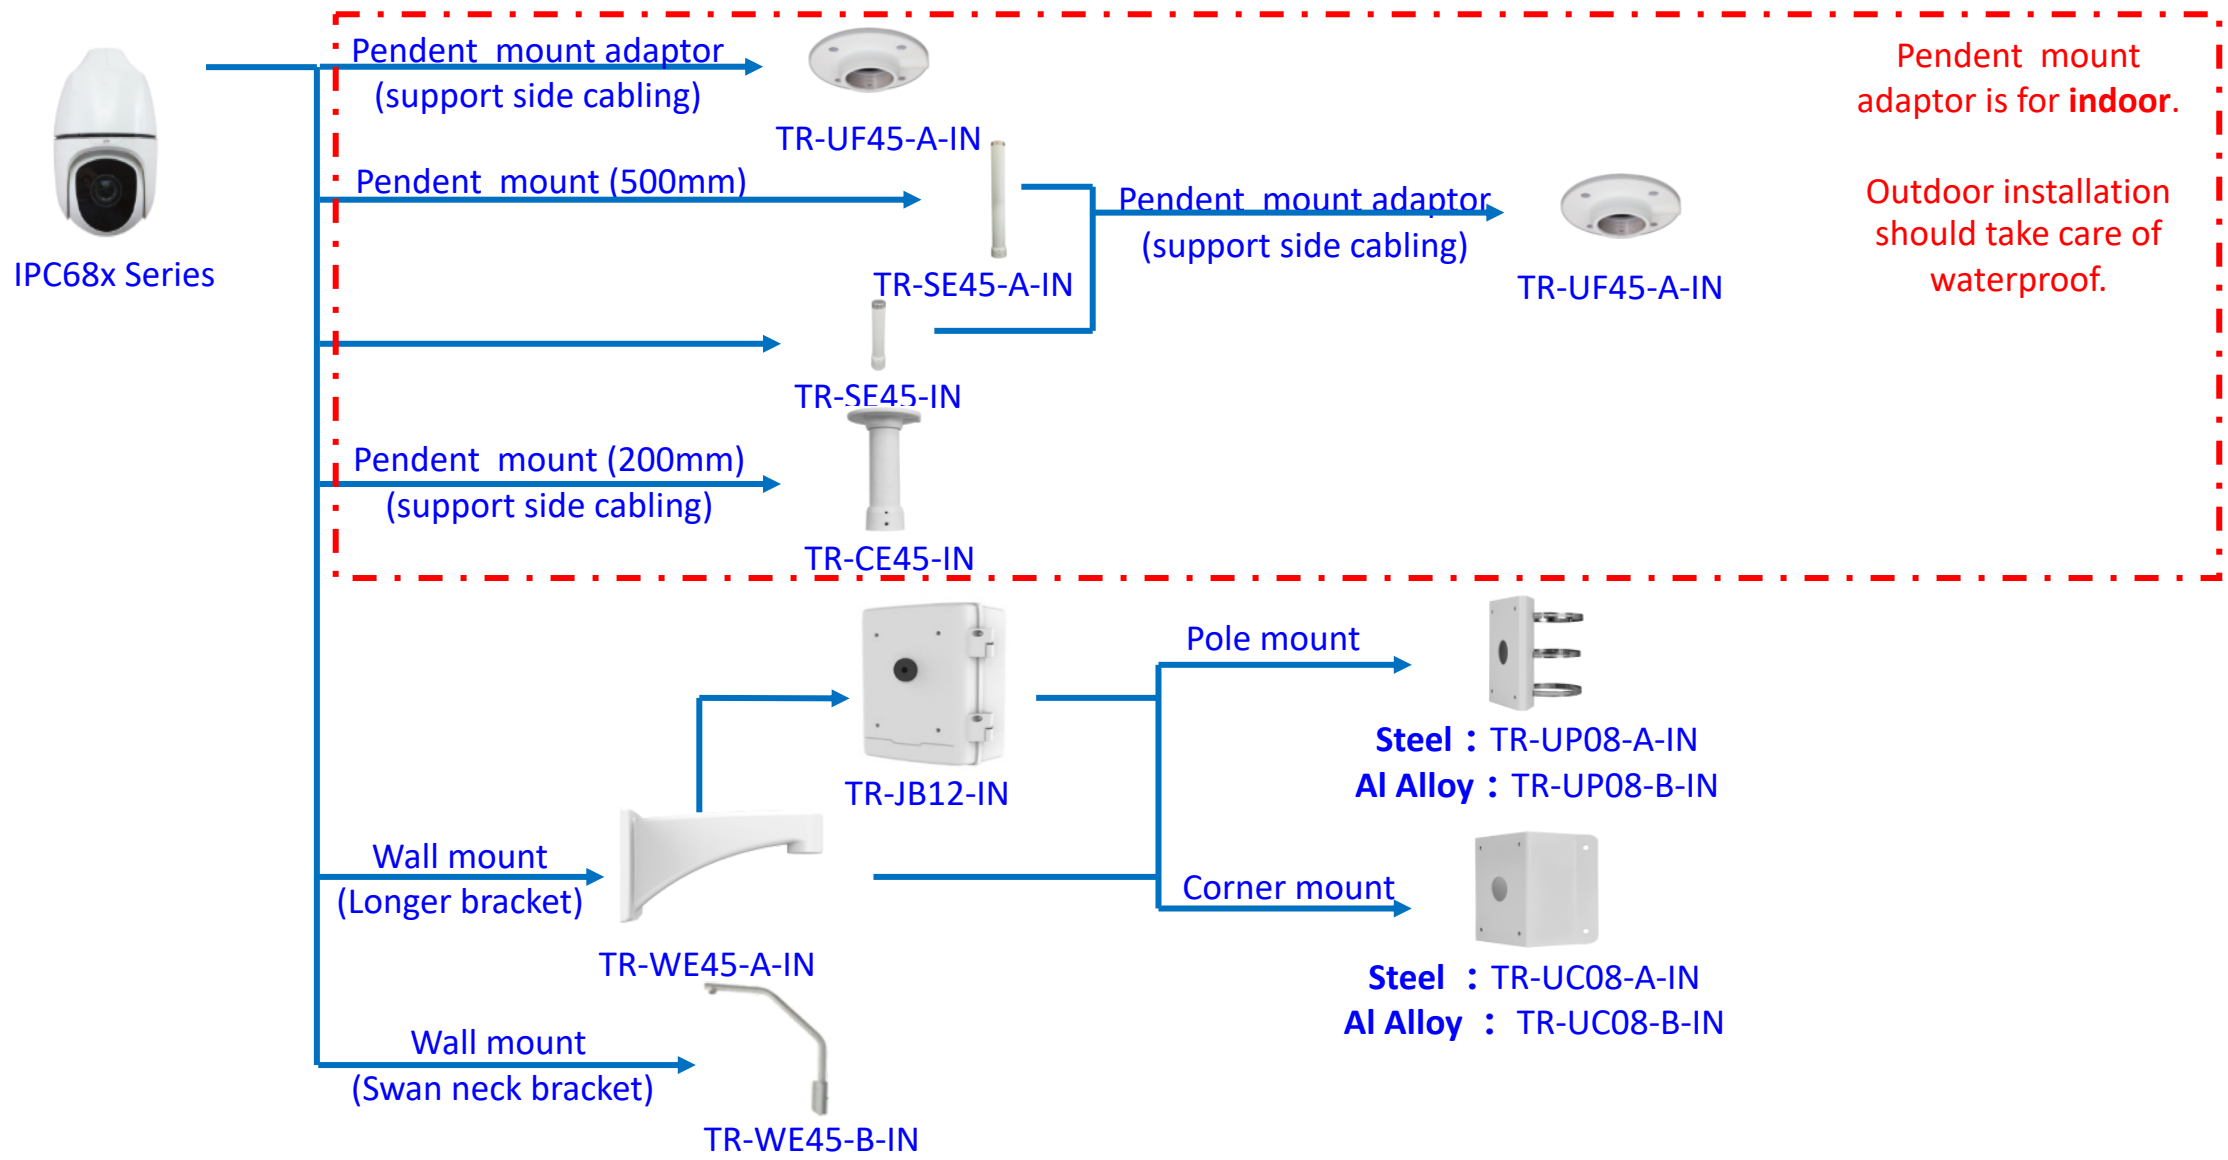 Pendent mount adaptor
(support side cabling)
TR-UF45-A-IN
Pendent mount
adaptor is for indoor.
Outdoor installation
should take care of
waterproof.
IPC68x Series
Pendent mount (500mm)
TR-SE45-A-IN
Pendent mount adaptor
(support side cabling)
TR-UF45-A-IN
TR-SE45-IN
Pendent mount (200mm)
(support side cabling)
TR-CE45-IN
TR-JB12-IN
Pole mount
Steel：TR-UP08-A-IN
Al Alloy：TR-UP08-B-IN
Wall mount
(Longer bracket)
TR-WE45-A-IN
Corner mount
Steel ：TR-UC08-A-IN
Al Alloy ： TR-UC08-B-IN
Wall mount
(Swan neck bracket)
TR-WE45-B-IN